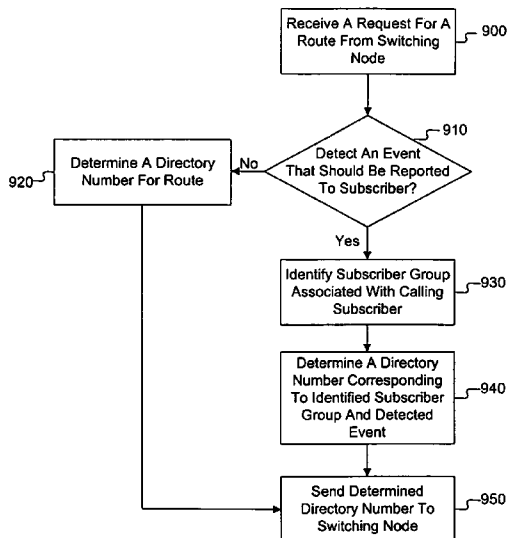 Receive A Request For A
Route From Switching
Node
900
910
Detect An Event
That Should Be Reported
To Subscriber?
No
Determine A Directory
Number For Route
920
Yes
Identify Subscriber Group
Associated With Calling
Subscriber
930
Determine A Directory
Number Corresponding
To Identified Subscriber
Group And Detected
Event
940
Send Determined
Directory Number To
Switching Node
950